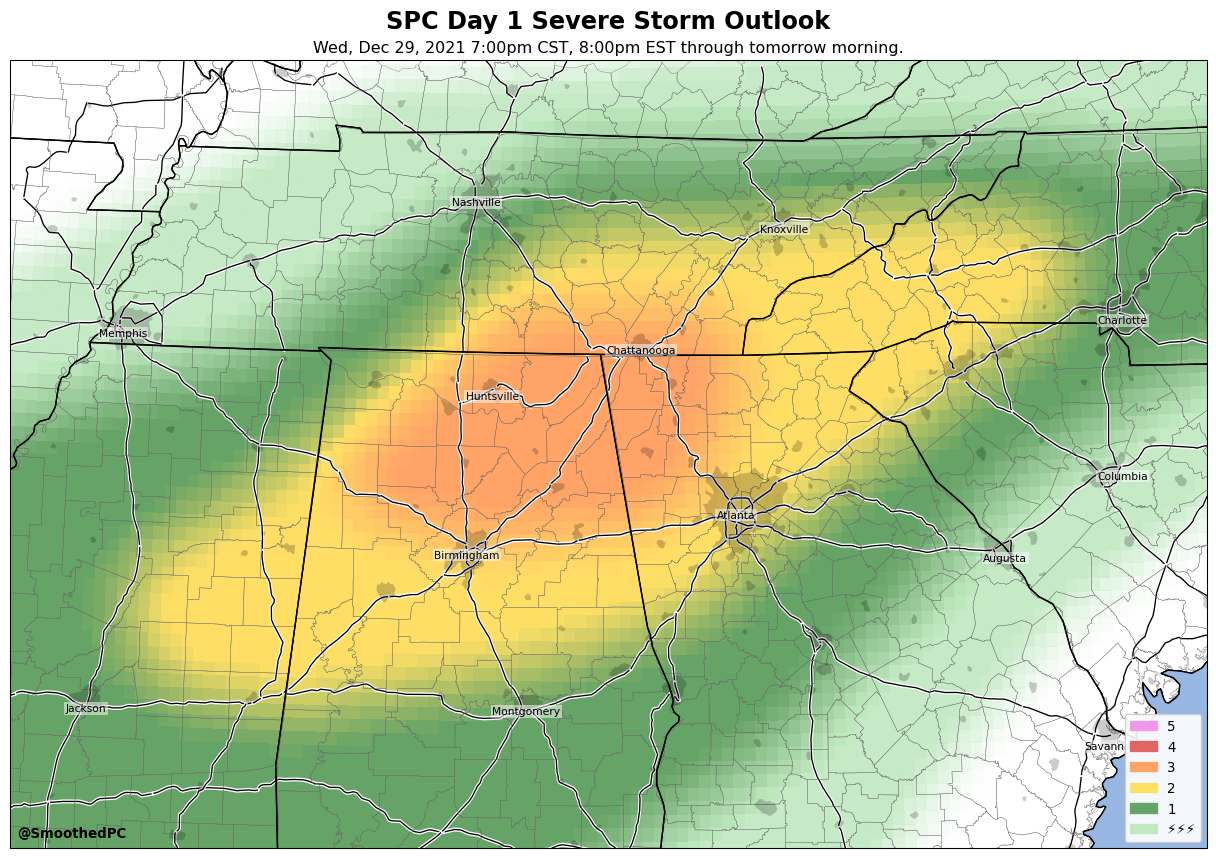 SPC Day 1 Severe Storm Outlook
Wed, Dec 29, 2021 7:00pm CST, 8:00pm EST through tomorrow morning.
Nashville
Knoxville
Charlotte
Memphis
Chattanooga
Huntsville
Columbia
Atlanta
Birmingham
Augusta
Jackson
Montgomery
Savann
5
4
3
2
1
⚡⚡⚡
@SmoothedPC